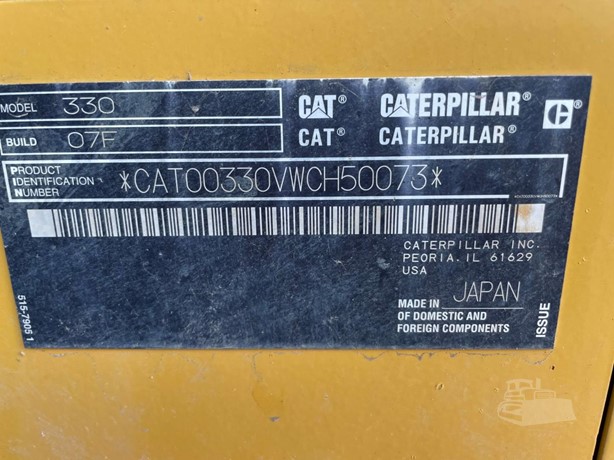 MODEL 330
CAT® CATERPILLAR® C®
BUILD 07F
CAT® CATERPILLAR®
PRODUCT
IDENTIFICATION
NUMBER
*CAT00330VWCH50073*
CATERPILLAR INC.
PEORIA. IL 61629
USA
MADE IN JAPAN
OF DOMESTIC AND
FOREIGN COMPONENTS
ISSUE
515-7905 1